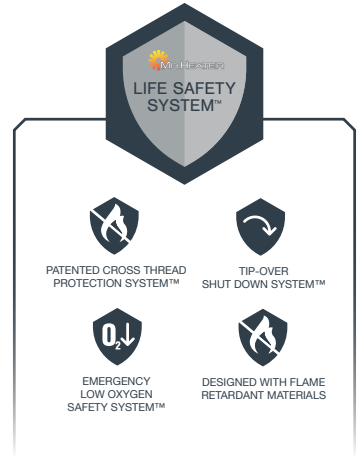 MR. HEATER
LIFE SAFETY
SYSTEM™
PATENTED CROSS THREAD
PROTECTION SYSTEM™
TIP-OVER
SHUT DOWN SYSTEM™
O₂
EMERGENCY
LOW OXYGEN
SAFETY SYSTEM™
DESIGNED WITH FLAME
RETARDANT MATERIALS